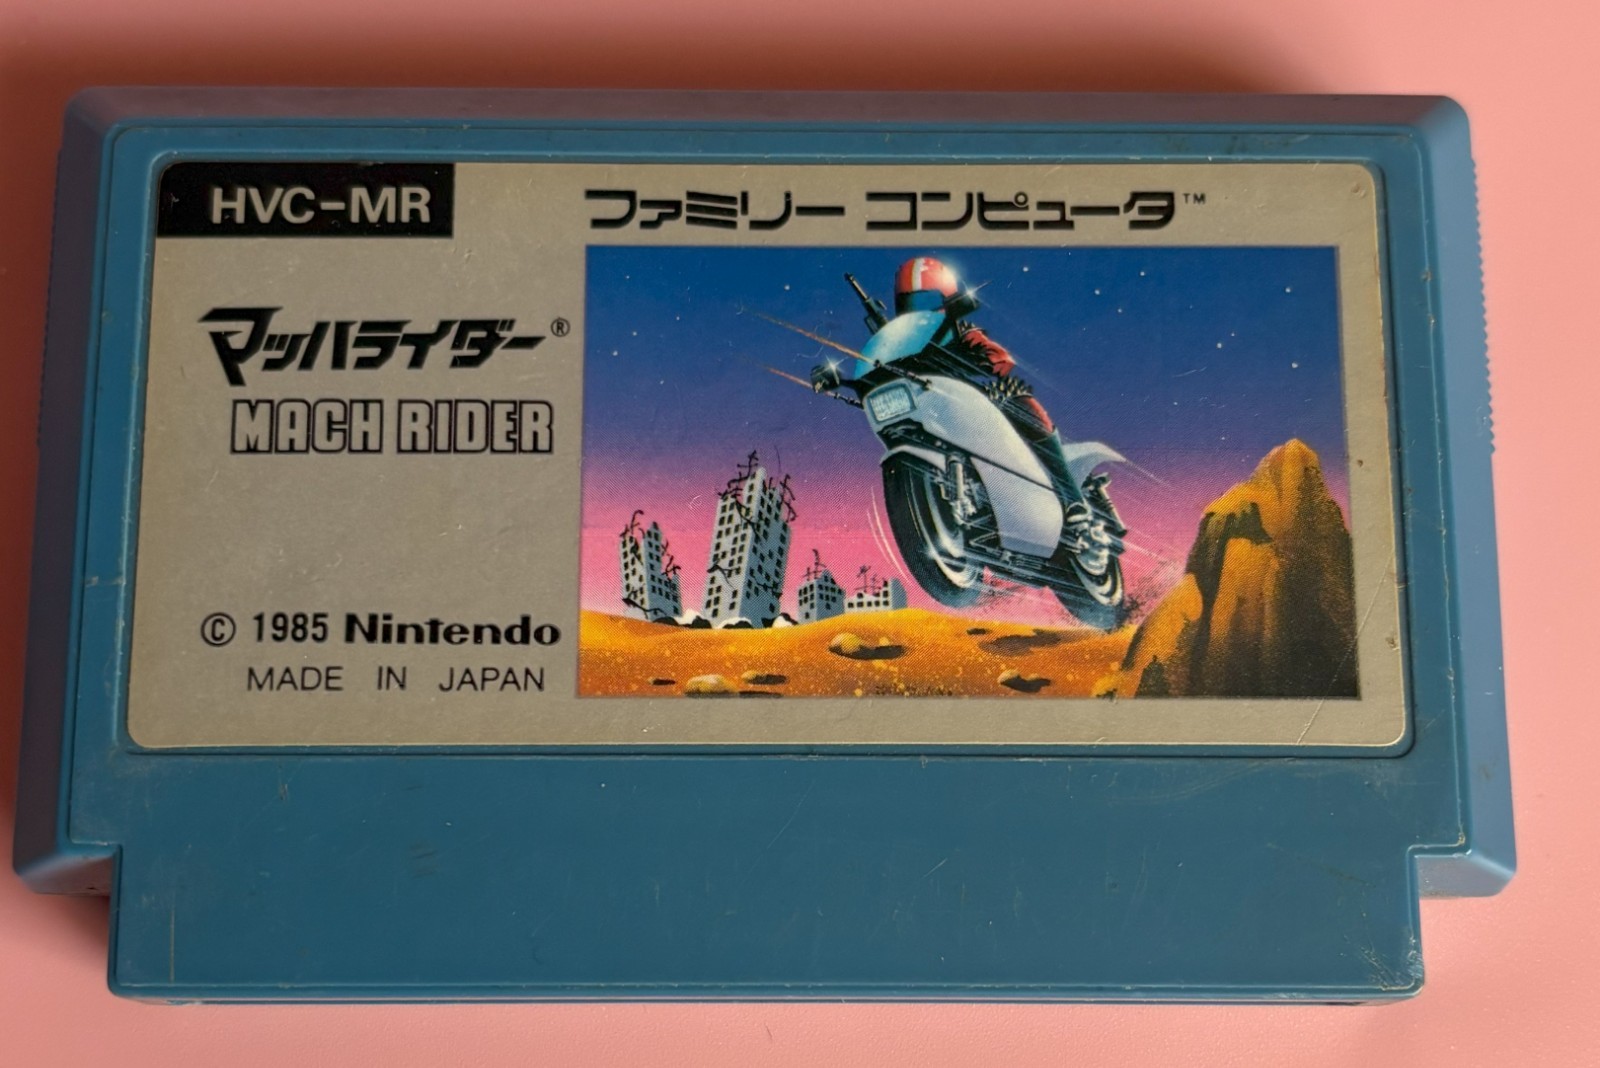 HVC-MR
ファミリー コンピュータ™
マッハライダー®
MACH RIDER
© 1985 Nintendo
MADE IN JAPAN